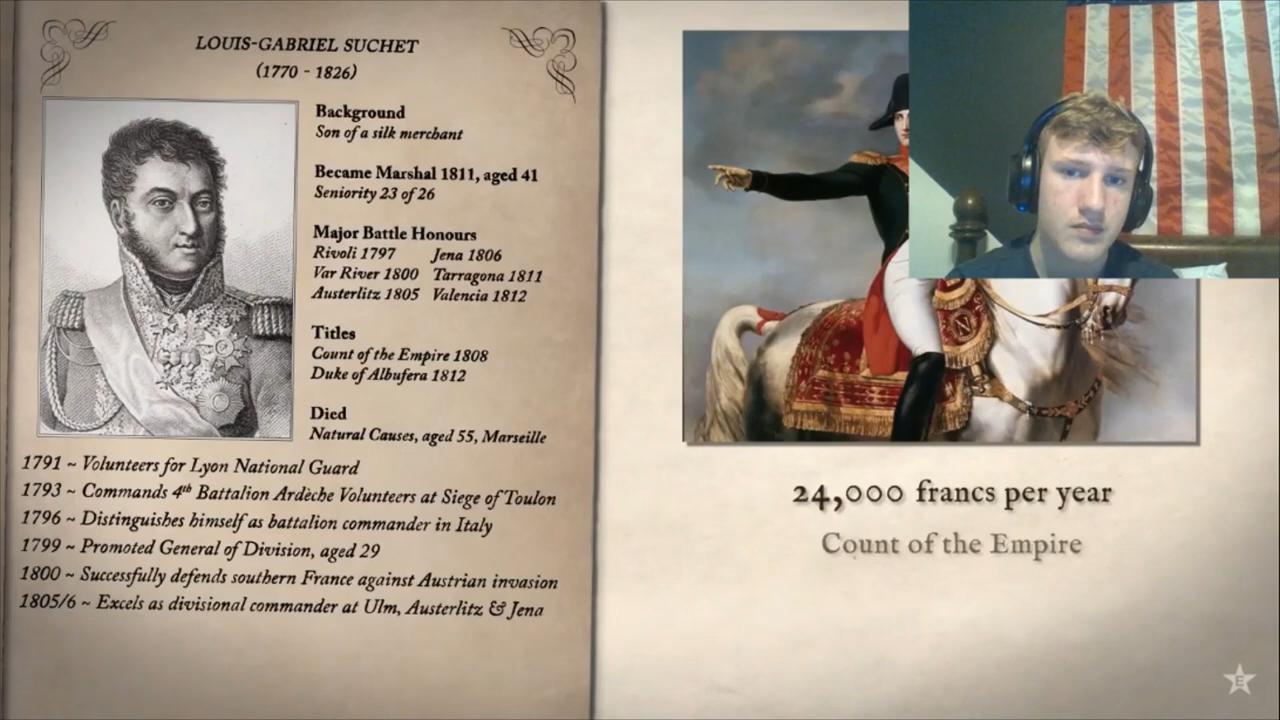 LOUIS-GABRIEL SUCHET
(1770 - 1826)
Background
Son of a silk merchant
Became Marshal 1811, aged 41
Seniority 23 of 26
Major Battle Honours
Rivoli 1797 Jena 1806
Var River 1800 Tarragona 1811
Austerlitz 1805 Valencia 1812
Titles
Count of the Empire 1808
Duke of Albufera 1812
Died
Natural Causes, aged 55, Marseille
1791 ~ Volunteers for Lyon National Guard
1793 ~ Commands 4th Battalion Ardèche Volunteers at Siege of Toulon
1796 ~ Distinguishes himself as battalion commander in Italy
1799 ~ Promoted General of Division, aged 29
1800 ~ Successfully defends southern France against Austrian invasion
1805/6 ~ Excels as divisional commander at Ulm, Austerlitz & Jena
N
24,000 francs per year
Count of the Empire
E